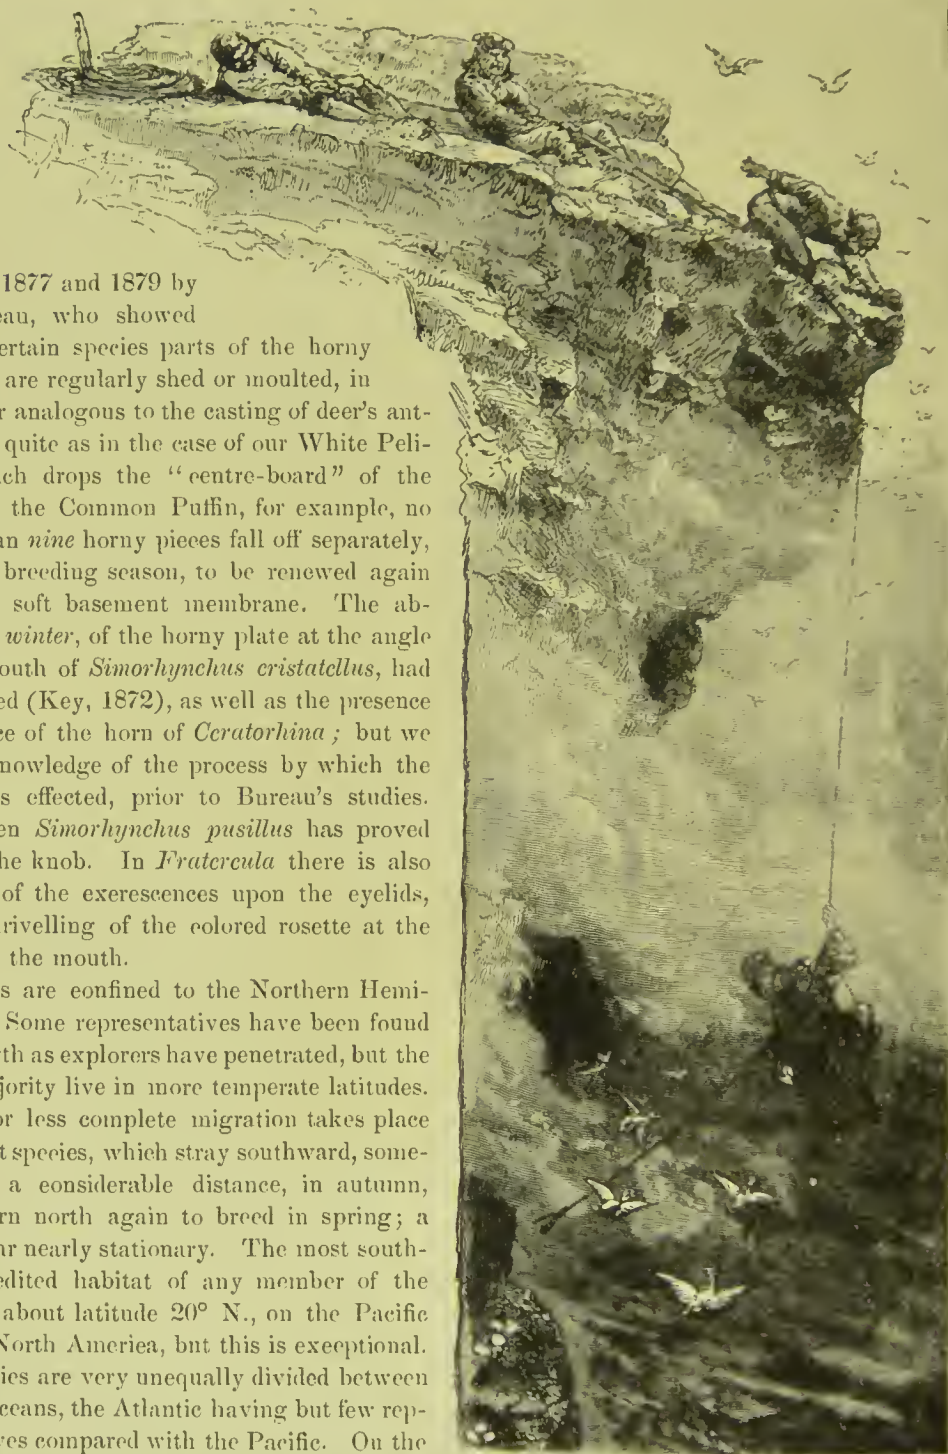 1877 and 1879 by
eau, who showed
ertain species parts of the horny
are regularly shed or moulted, in
r analogous to the casting of deer's ant-
quite as in the case of our White Peli-
ch drops the “centre-board” of the
the Common Puffin, for example, no
an nine horny pieces fall off separately,
breeding season, to be renewed again
soft basement membrane. The ab-
winter, of the horny plate at the angle
outh of Simorhynchus cristatellus, had
ed (Key, 1872), as well as the presence
ce of the horn of Ceratorhina; but we
nowledge of the process by which the
s effected, prior to Bureau's studies.
en Simorhynchus pusillus has proved
he knob. In Fratercula there is also
of the excrescences upon the eyelids,
rivelling of the colored rosette at the
the mouth.
s are confined to the Northern Hemi-
Some representatives have been found
th as explorers have penetrated, but the
jority live in more temperate latitudes.
or less complete migration takes place
t species, which stray southward, some-
a considerable distance, in autumn,
rn north again to breed in spring; a
ar nearly stationary. The most south-
edited habitat of any member of the
about latitude 20° N., on the Pacific
North America, but this is exceptional.
ies are very unequally divided between
ceans, the Atlantic having but few rep-
ves compared with the Pacific. On the